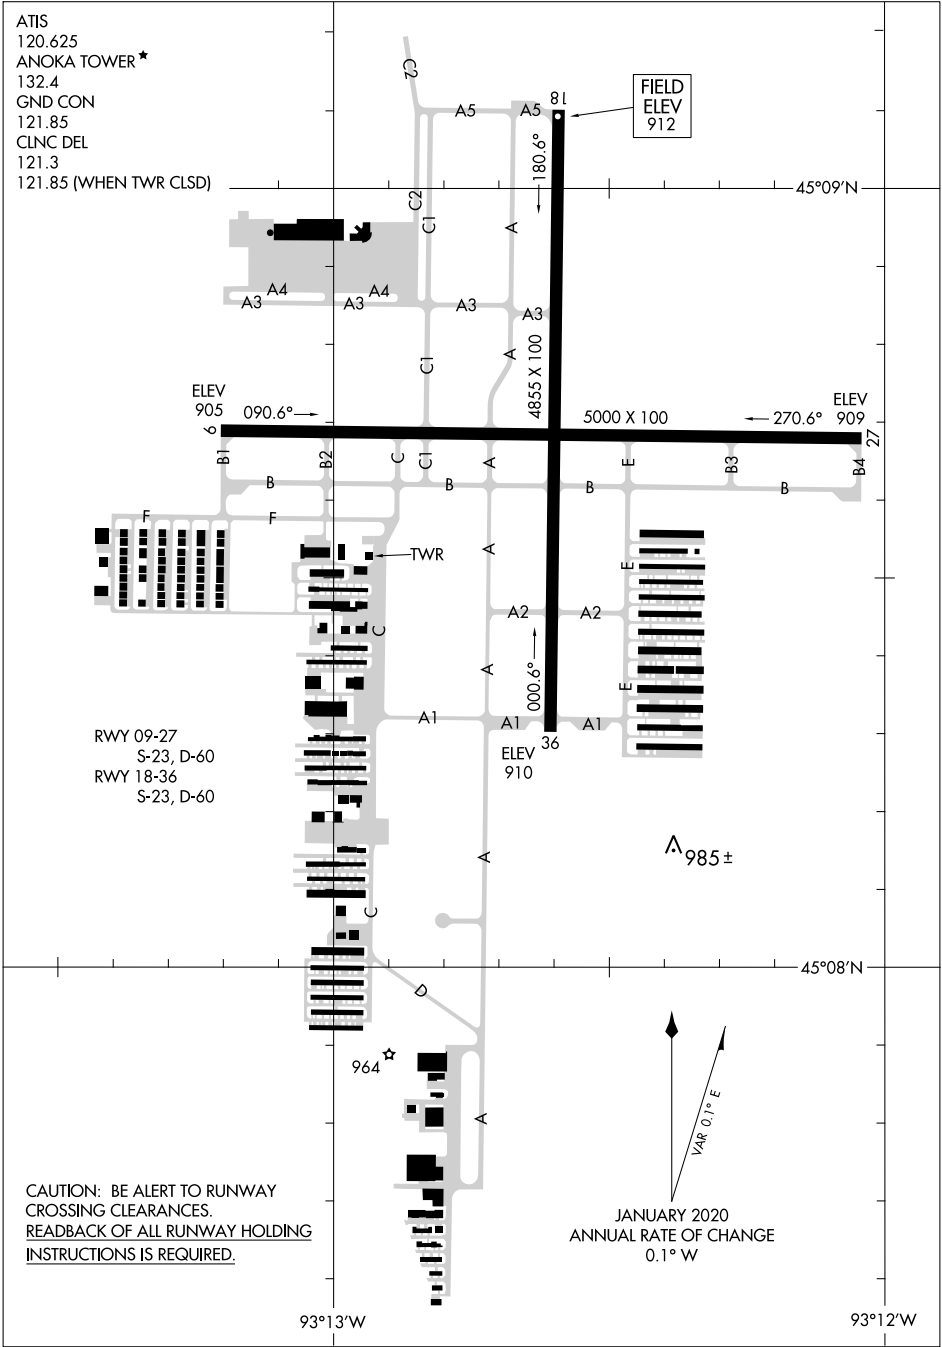 ATIS
120.625
ANOKA TOWER★
132.4
GND CON
121.85
CLNC DEL
121.3
121.85 (WHEN TWR CLSD)
C2
A5
A5
18
FIELD
ELEV
912
180.6°
45°09'N
C2
C1
A
A4
A4
A3
A3
A3
A3
C1
A
4855 X 100
ELEV
905
090.6°
5000 X 100
270.6°
ELEV
909
9
27
B1
B2
C
C1
A
E
B3
B4
B
B
B
B
F
F
TWR
A
E
A2
A2
C
000.6°
A
E
A1
A1
A1
36
ELEV
910
RWY 09-27
S-23, D-60
RWY 18-36
S-23, D-60
A
985±
C
45°08'N
D
964
A
VAR 0.1° E
JANUARY 2020
ANNUAL RATE OF CHANGE
0.1° W
CAUTION: BE ALERT TO RUNWAY
CROSSING CLEARANCES.
READBACK OF ALL RUNWAY HOLDING
INSTRUCTIONS IS REQUIRED.
93°13'W
93°12'W